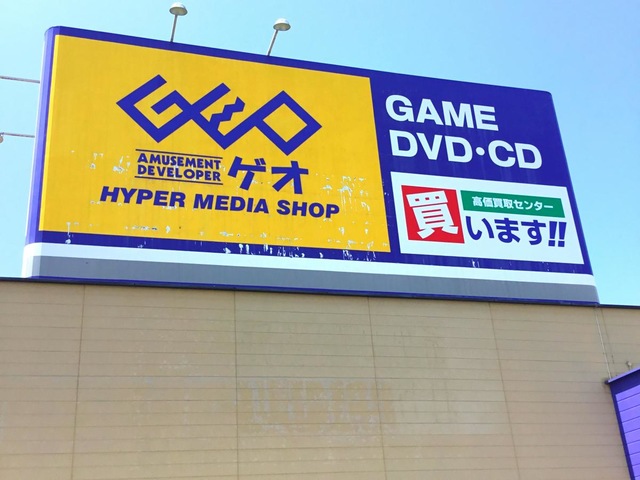 GEO
AMUSEMENT
DEVELOPER
ゲオ
HYPER MEDIA SHOP
GAME
DVD・CD
高価買取センター
買います!!